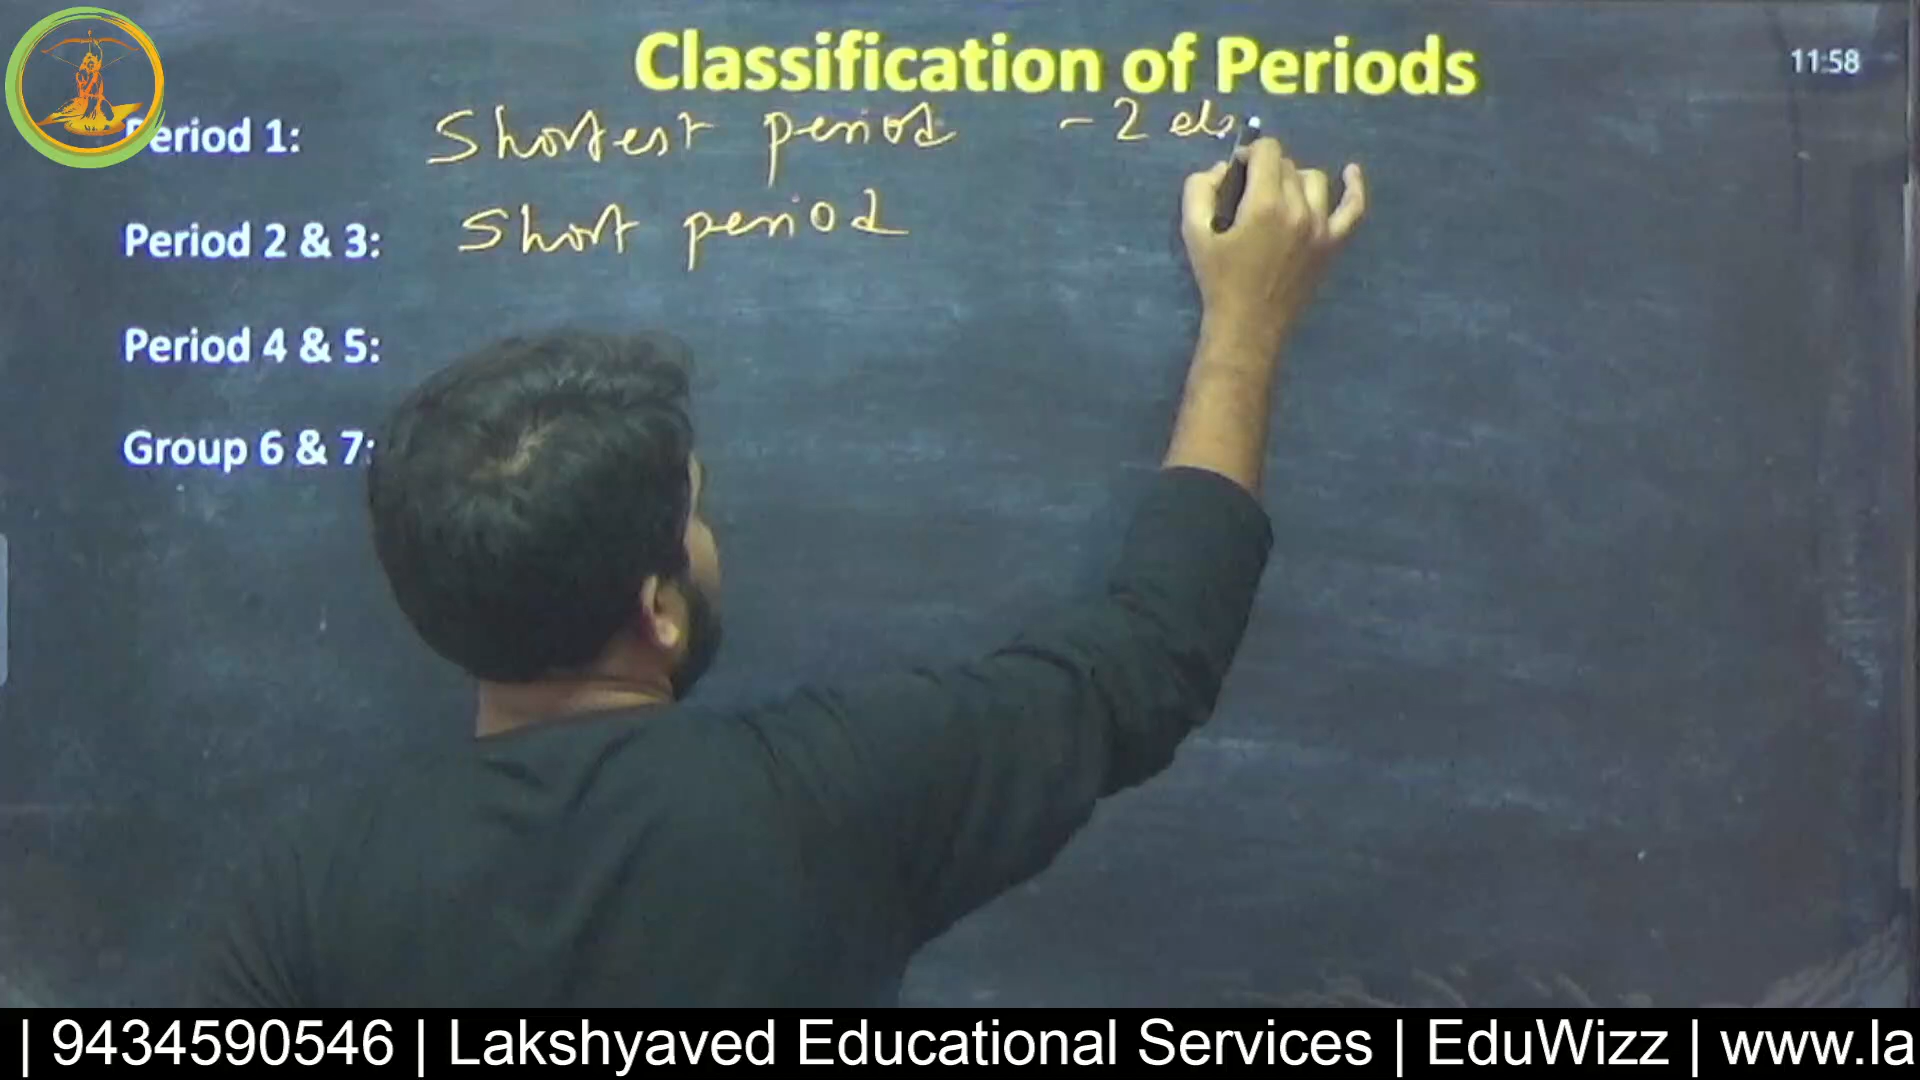 Classification of Periods
11:58
Period 1: Shortest period - 2 els
Period 2 & 3: Short period
Period 4 & 5:
Group 6 & 7:
| 9434590546 | Lakshyaved Educational Services | EduWizz | www.la